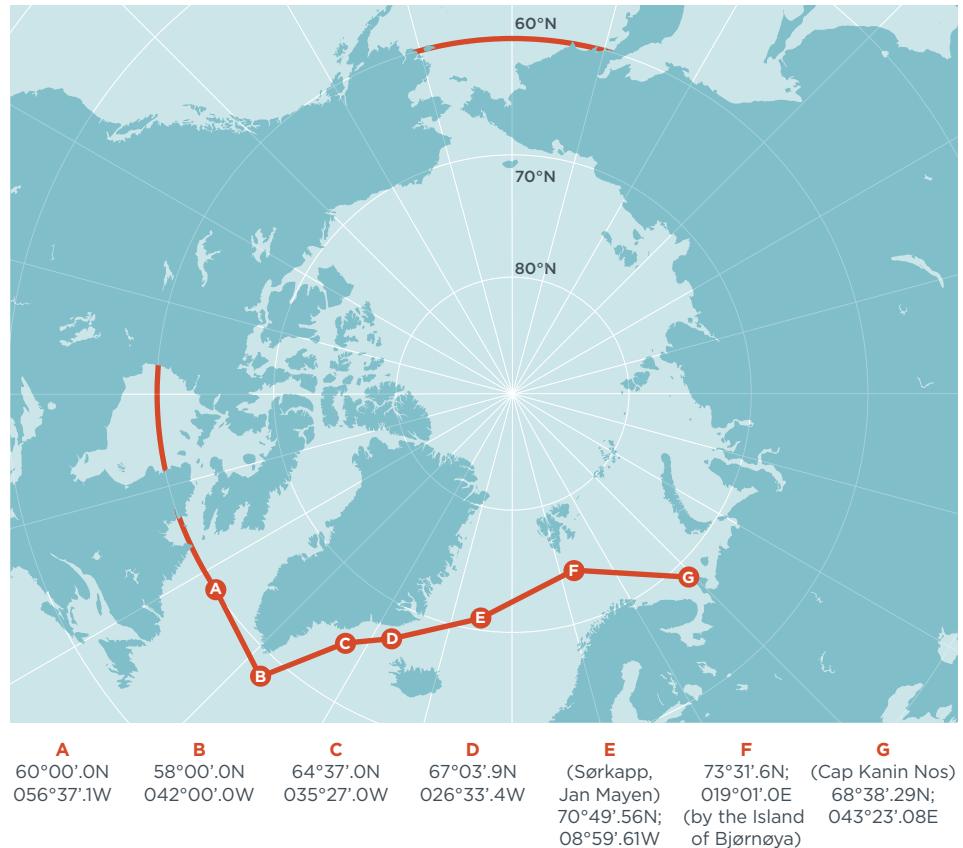 60°N
70°N
80°N
A
B
C
D
E
F
G
A
60°00’.0N
056°37’.1W
B
58°00’.0N
042°00’.0W
C
64°37’.0N
035°27’.0W
D
67°03’.9N
026°33’.4W
E
(Sørkapp,
Jan Mayen)
70°49’.56N;
08°59’.61W
F
73°31’.6N;
019°01’.0E
(by the Island
of Bjørnøya)
G
(Cap Kanin Nos)
68°38’.29N;
043°23’.08E